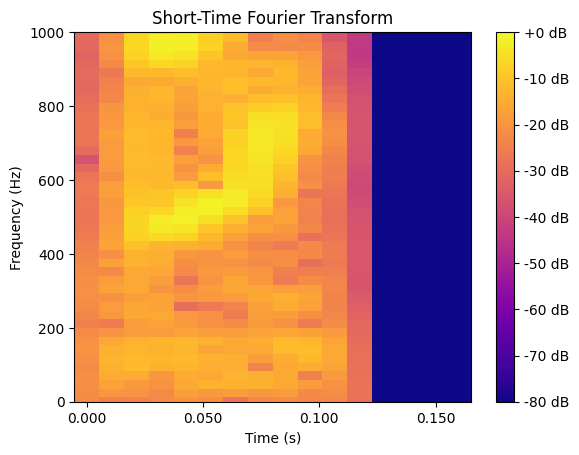 Short-Time Fourier Transform
1000
800
600
400
200
0
Frequency (Hz)
0.000
0.050
0.100
0.150
Time (s)
+0 dB
-10 dB
-20 dB
-30 dB
-40 dB
-50 dB
-60 dB
-70 dB
-80 dB